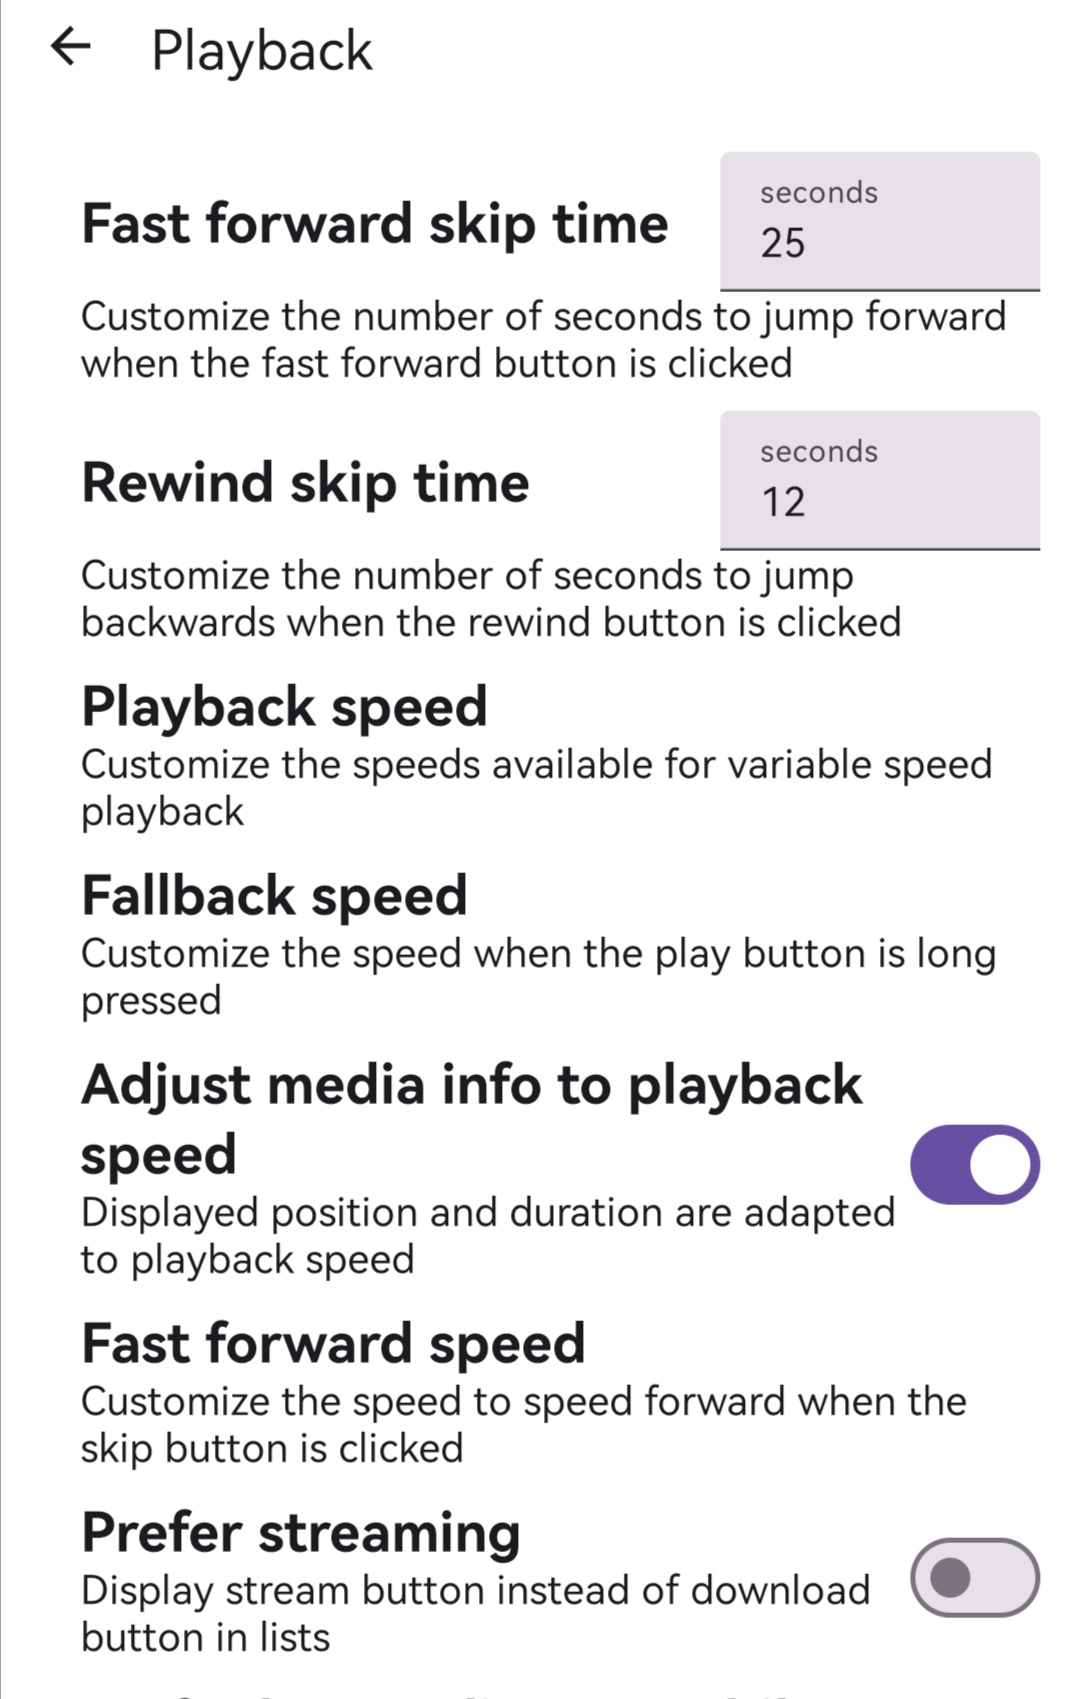 Playback
Fast forward skip time
seconds
25
Customize the number of seconds to jump forward
when the fast forward button is clicked
Rewind skip time
seconds
12
Customize the number of seconds to jump
backwards when the rewind button is clicked
Playback speed
Customize the speeds available for variable speed
playback
Fallback speed
Customize the speed when the play button is long
pressed
Adjust media info to playback
speed
Displayed position and duration are adapted
to playback speed
Fast forward speed
Customize the speed to speed forward when the
skip button is clicked
Prefer streaming
Display stream button instead of download
button in lists